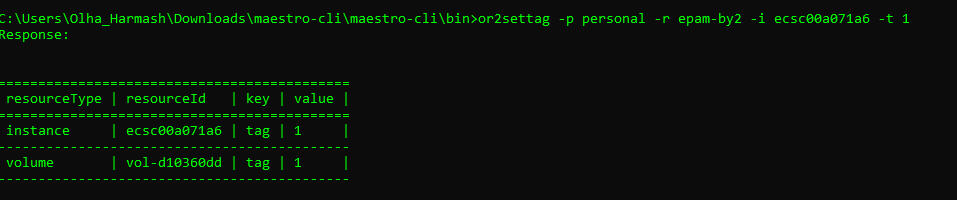 C:\Users\Olha_Harmash\Downloads\maestro-cli\maestro-cli\bin>or2settag -p personal -r epam-by2 -i ecsc00a071a6 -t 1
Response:
============================================
resourceType | resourceId | key | value |
============================================
instance | ecsc00a071a6 | tag | 1 |
--------------------------------------------
volume | vol-d10360dd | tag | 1 |
--------------------------------------------